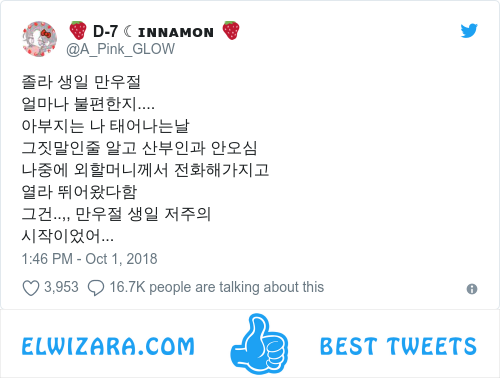 🍓 D-7 ☾ ɪɴɴᴀᴍᴏɴ 🍓
@A_Pink_GLOW
졸라 생일 만우절
얼마나 불편한지....
아부지는 나 태어나는날
그짓말인줄 알고 산부인과 안오심
나중에 외할머니께서 전화해가지고
열라 뛰어왔다함
그건..,, 만우절 생일 저주의
시작이었어...
1:46 PM - Oct 1, 2018
3,953 16.7K people are talking about this
ELWIZARA.COM BEST TWEETS